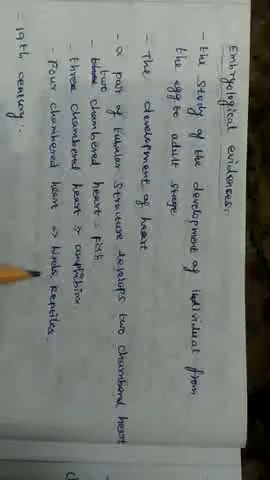 Embryological evidences:
- the study of the development of individual from
the egg to adult stage
- The development of heart
- a pair of tubular structure develops two chambered heart
- two chambered heart = fish
- three chambered heart → amphibian
- Four chambered heart => birds, Reptiles.
- 19th century :-